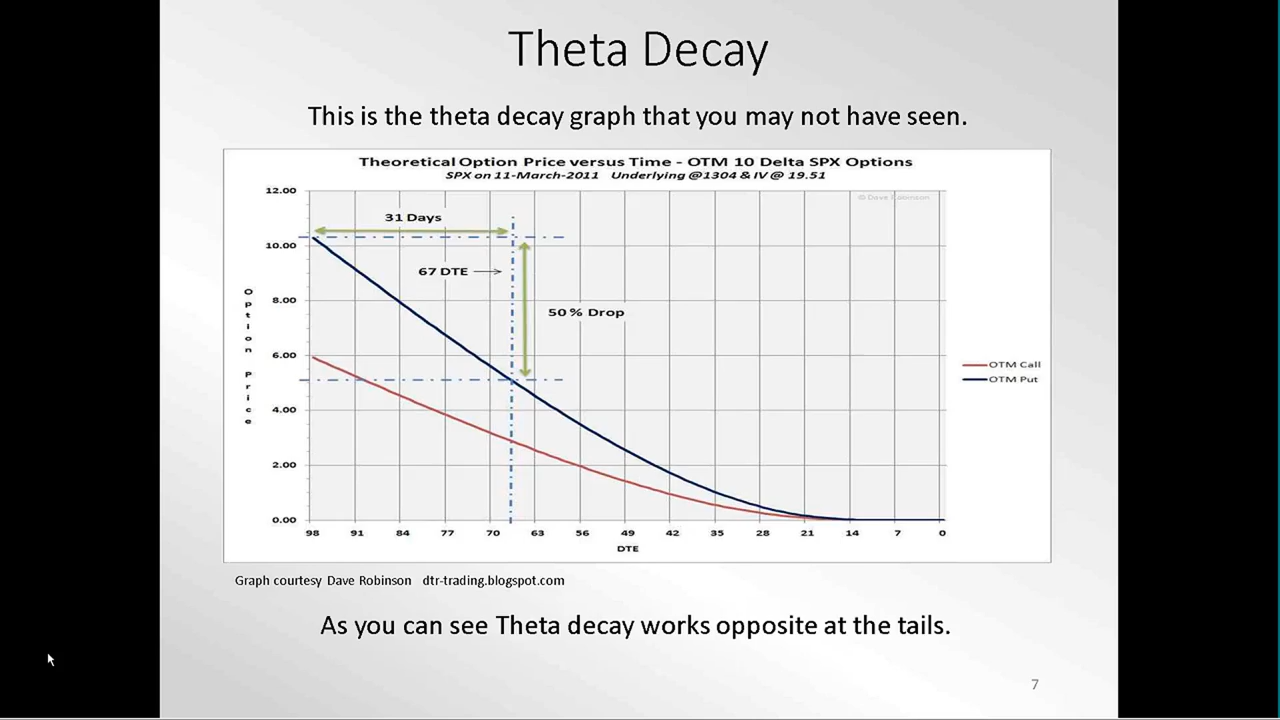 Theta Decay
This is the theta decay graph that you may not have seen.
Theoretical Option Price versus Time - OTM 10 Delta SPX Options
SPX on 11-March-2011 Underlying @1304 & IV @ 19.51
© Dave Robinson
12.00
10.00
8.00
6.00
4.00
2.00
0.00
Option Price
31 Days
67 DTE
50 % Drop
OTM Call
OTM Put
98 91 84 77 70 63 56 49 42 35 28 21 14 7 0
DTE
Graph courtesy Dave Robinson dtr-trading.blogspot.com
As you can see Theta decay works opposite at the tails.
7